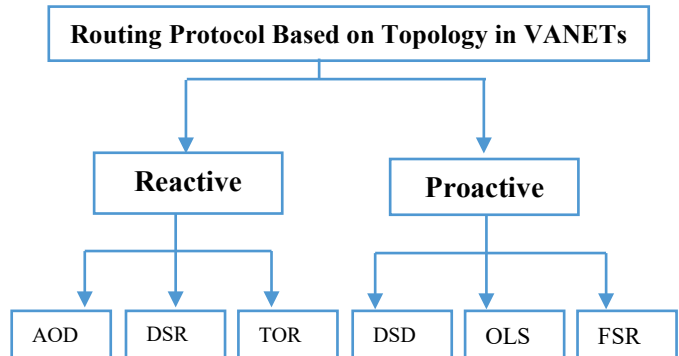 Routing Protocol Based on Topology in VANETs
Reactive
Proactive
AOD
DSR
TOR
DSD
OLS
FSR